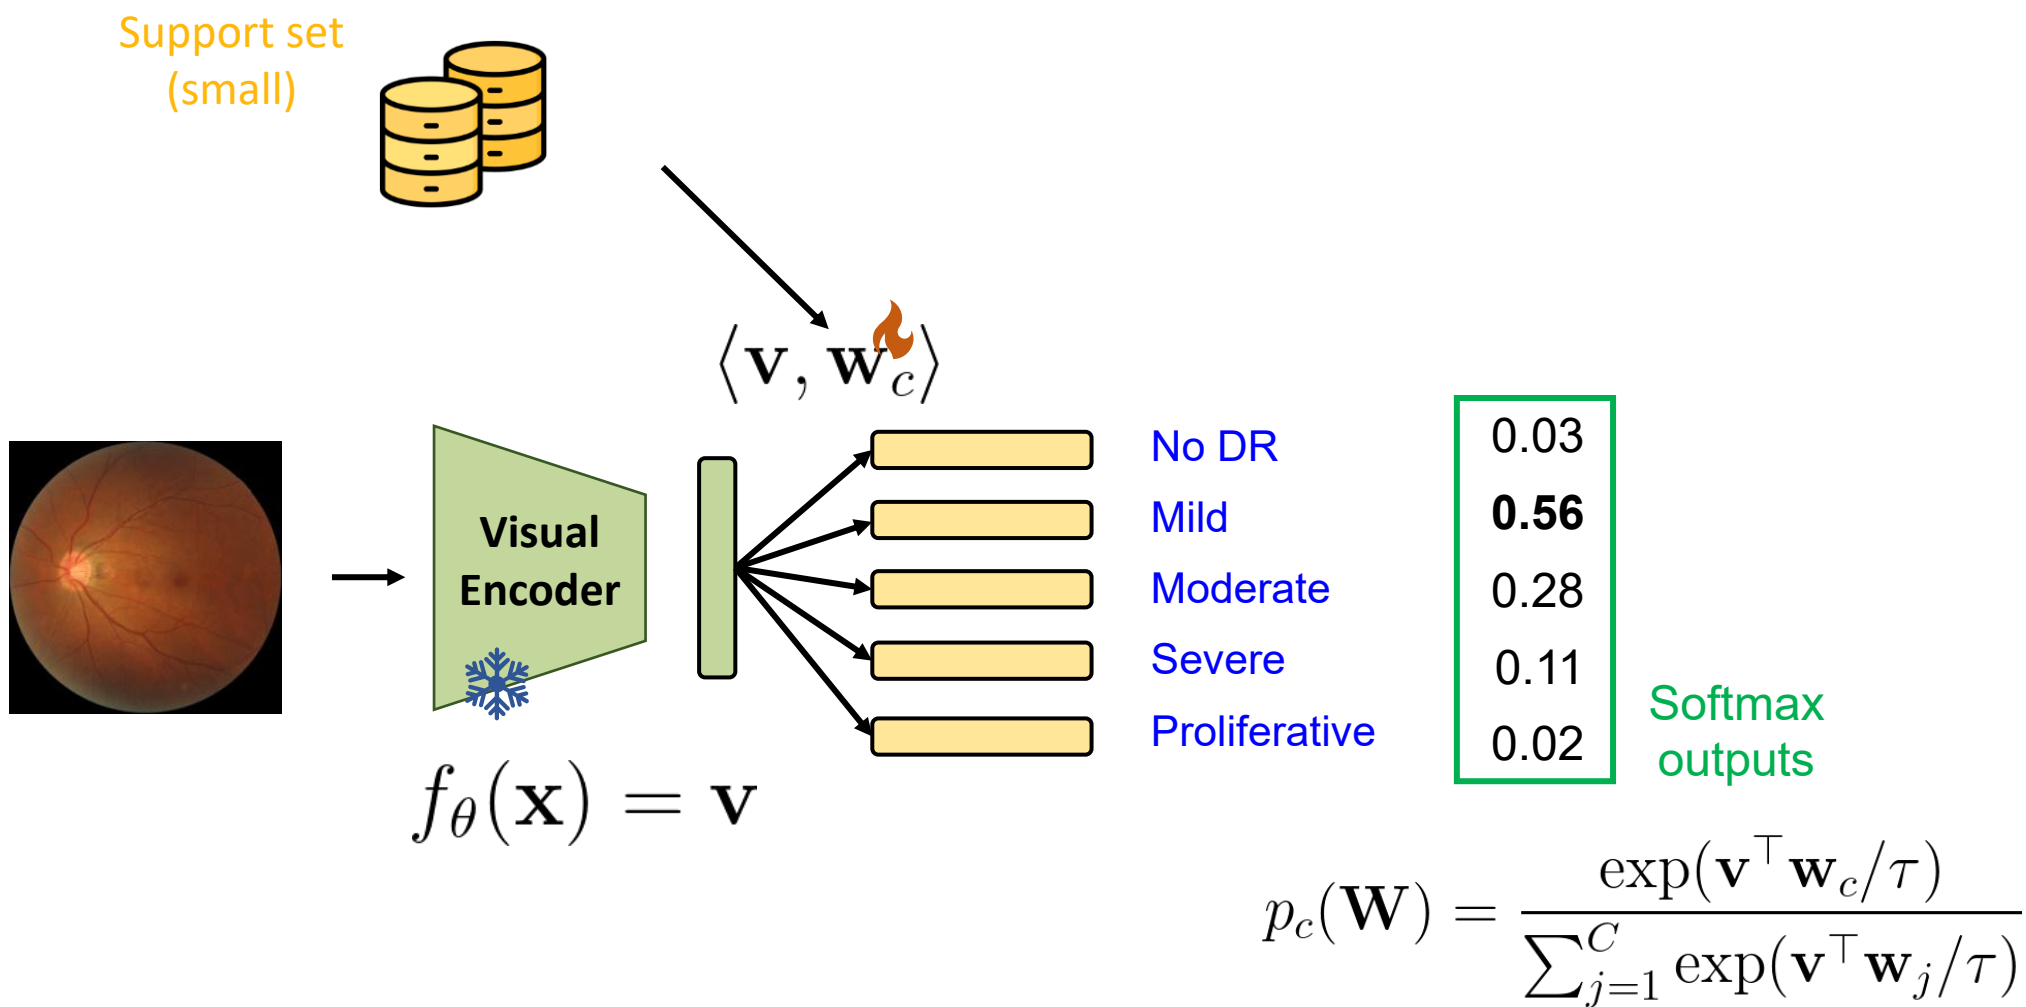 Support set
(small)
⟨v, w_c⟩
Visual
Encoder
f_θ(x) = v
No DR
Mild
Moderate
Severe
Proliferative
0.03
0.56
0.28
0.11
0.02
Softmax
outputs
p_c(W) = exp(v^⊤ w_c/τ) / ∑_{j=1}^{C} exp(v^⊤ w_j/τ)